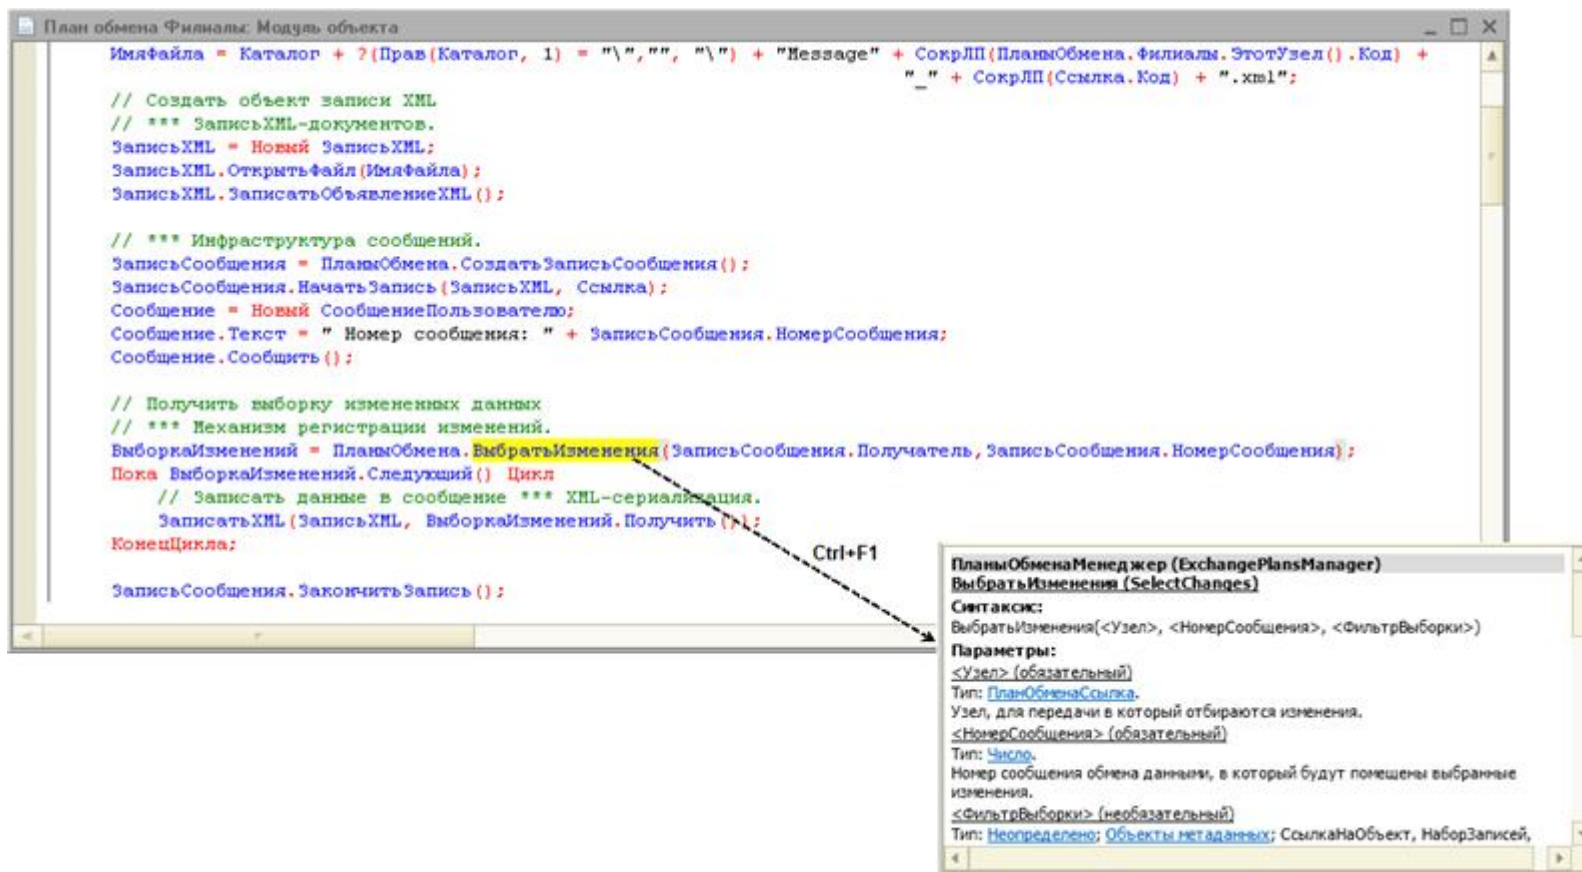 План обмена Филиалы: Модуль объекта
ИмяФайла = Каталог + ?(Прав(Каталог, 1) = "\","", "\") + "Message" + СокрЛП(ПланыОбмена.Филиалы.ЭтотУзел().Код) +
"_" + СокрЛП(Ссылка.Код) + ".xml";
// Создать объект записи XML
// *** ЗаписьXML-документов.
ЗаписьXML = Новый ЗаписьXML;
ЗаписьXML.ОткрытьФайл(ИмяФайла);
ЗаписьXML.ЗаписатьОбъявлениеXML();
// *** Инфраструктура сообщений.
ЗаписьСообщения = ПланыОбмена.СоздатьЗаписьСообщения();
ЗаписьСообщения.НачатьЗапись(ЗаписьXML, Ссылка);
Сообщение = Новый СообщениеПользователю;
Сообщение.Текст = " Номер сообщения: " + ЗаписьСообщения.НомерСообщения;
Сообщение.Сообщить();
// Получить выборку измененных данных
// *** Механизм регистрации изменений.
ВыборкаИзменений = ПланыОбмена.ВыбратьИзменения(ЗаписьСообщения.Получатель,ЗаписьСообщения.НомерСообщения);
Пока ВыборкаИзменений.Следующий() Цикл
// Записать данные в сообщение *** XML-сериализация.
ЗаписатьXML(ЗаписьXML, ВыборкаИзменений.Получить());
КонецЦикла;
ЗаписьСообщения.ЗакончитьЗапись();
Ctrl+F1
ПланыОбменаМенеджер (ExchangePlansManager)
ВыбратьИзменения (SelectChanges)
Синтаксис:
ВыбратьИзменения(<Узел>, <НомерСообщения>, <ФильтрВыборки>)
Параметры:
<Узел> (обязательный)
Тип: ПланОбменаСсылка.
Узел, для передачи в который отбираются изменения.
<НомерСообщения> (обязательный)
Тип: Число.
Номер сообщения обмена данными, в который будут помещены выбранные
изменения.
<ФильтрВыборки> (необязательный)
Тип: Неопределено; Объекты метаданных; СсылкаНаОбъект, НаборЗаписей,